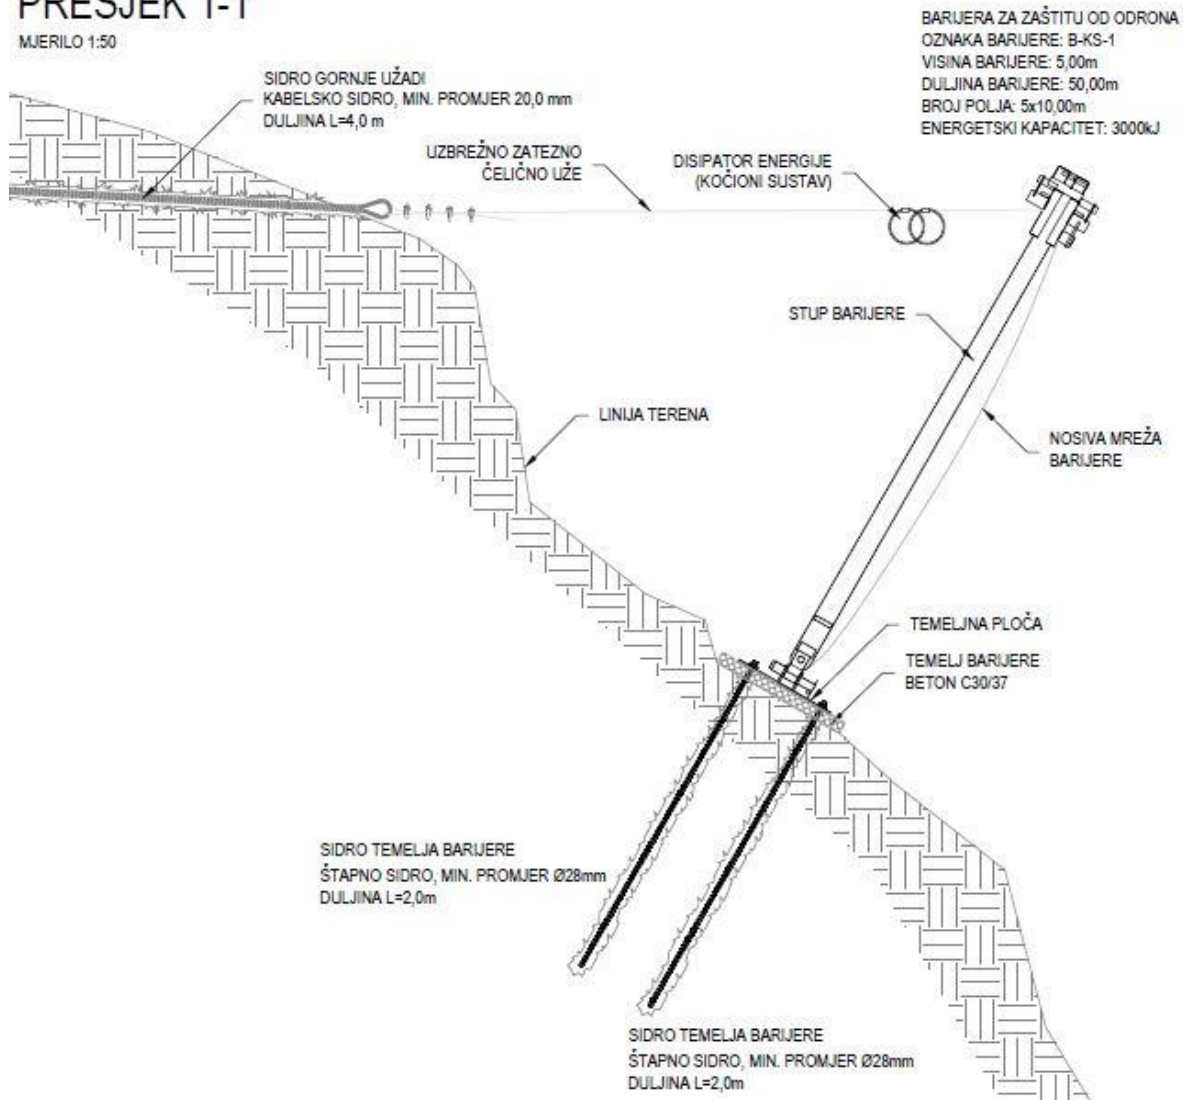 PRESJEK 1-1
MJERILO 1:50
BARIJERA ZA ZAŠTITU OD ODRONA
OZNAKA BARIJERE: B-KS-1
VISINA BARIJERE: 5,00m
DULJINA BARIJERE: 50,00m
BROJ POLJA: 5x10,00m
ENERGETSKI KAPACITET: 3000kJ
SIDRO GORNJE UŽADI
KABELSKO SIDRO, MIN. PROMJER 20,0 mm
DULJINA L=4,0 m
UZBREŽNO ZATEZNO
ČELIČNO UŽE
DISIPATOR ENERGIJE
(KOČIONI SUSTAV)
STUP BARIJERE
LINIJA TERENA
NOSIVA MREŽA
BARIJERE
TEMELJNA PLOČA
TEMELJ BARIJERE
BETON C30/37
SIDRO TEMELJA BARIJERE
ŠTAPNO SIDRO, MIN. PROMJER Ø28mm
DULJINA L=2,0m
SIDRO TEMELJA BARIJERE
ŠTAPNO SIDRO, MIN. PROMJER Ø28mm
DULJINA L=2,0m